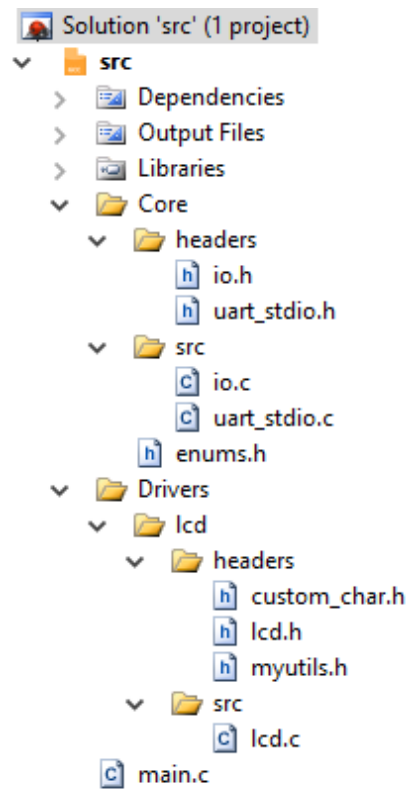 Solution 'src' (1 project)
src
Dependencies
Output Files
Libraries
Core
headers
io.h
uart_stdio.h
src
io.c
uart_stdio.c
enums.h
Drivers
lcd
headers
custom_char.h
lcd.h
myutils.h
src
lcd.c
main.c